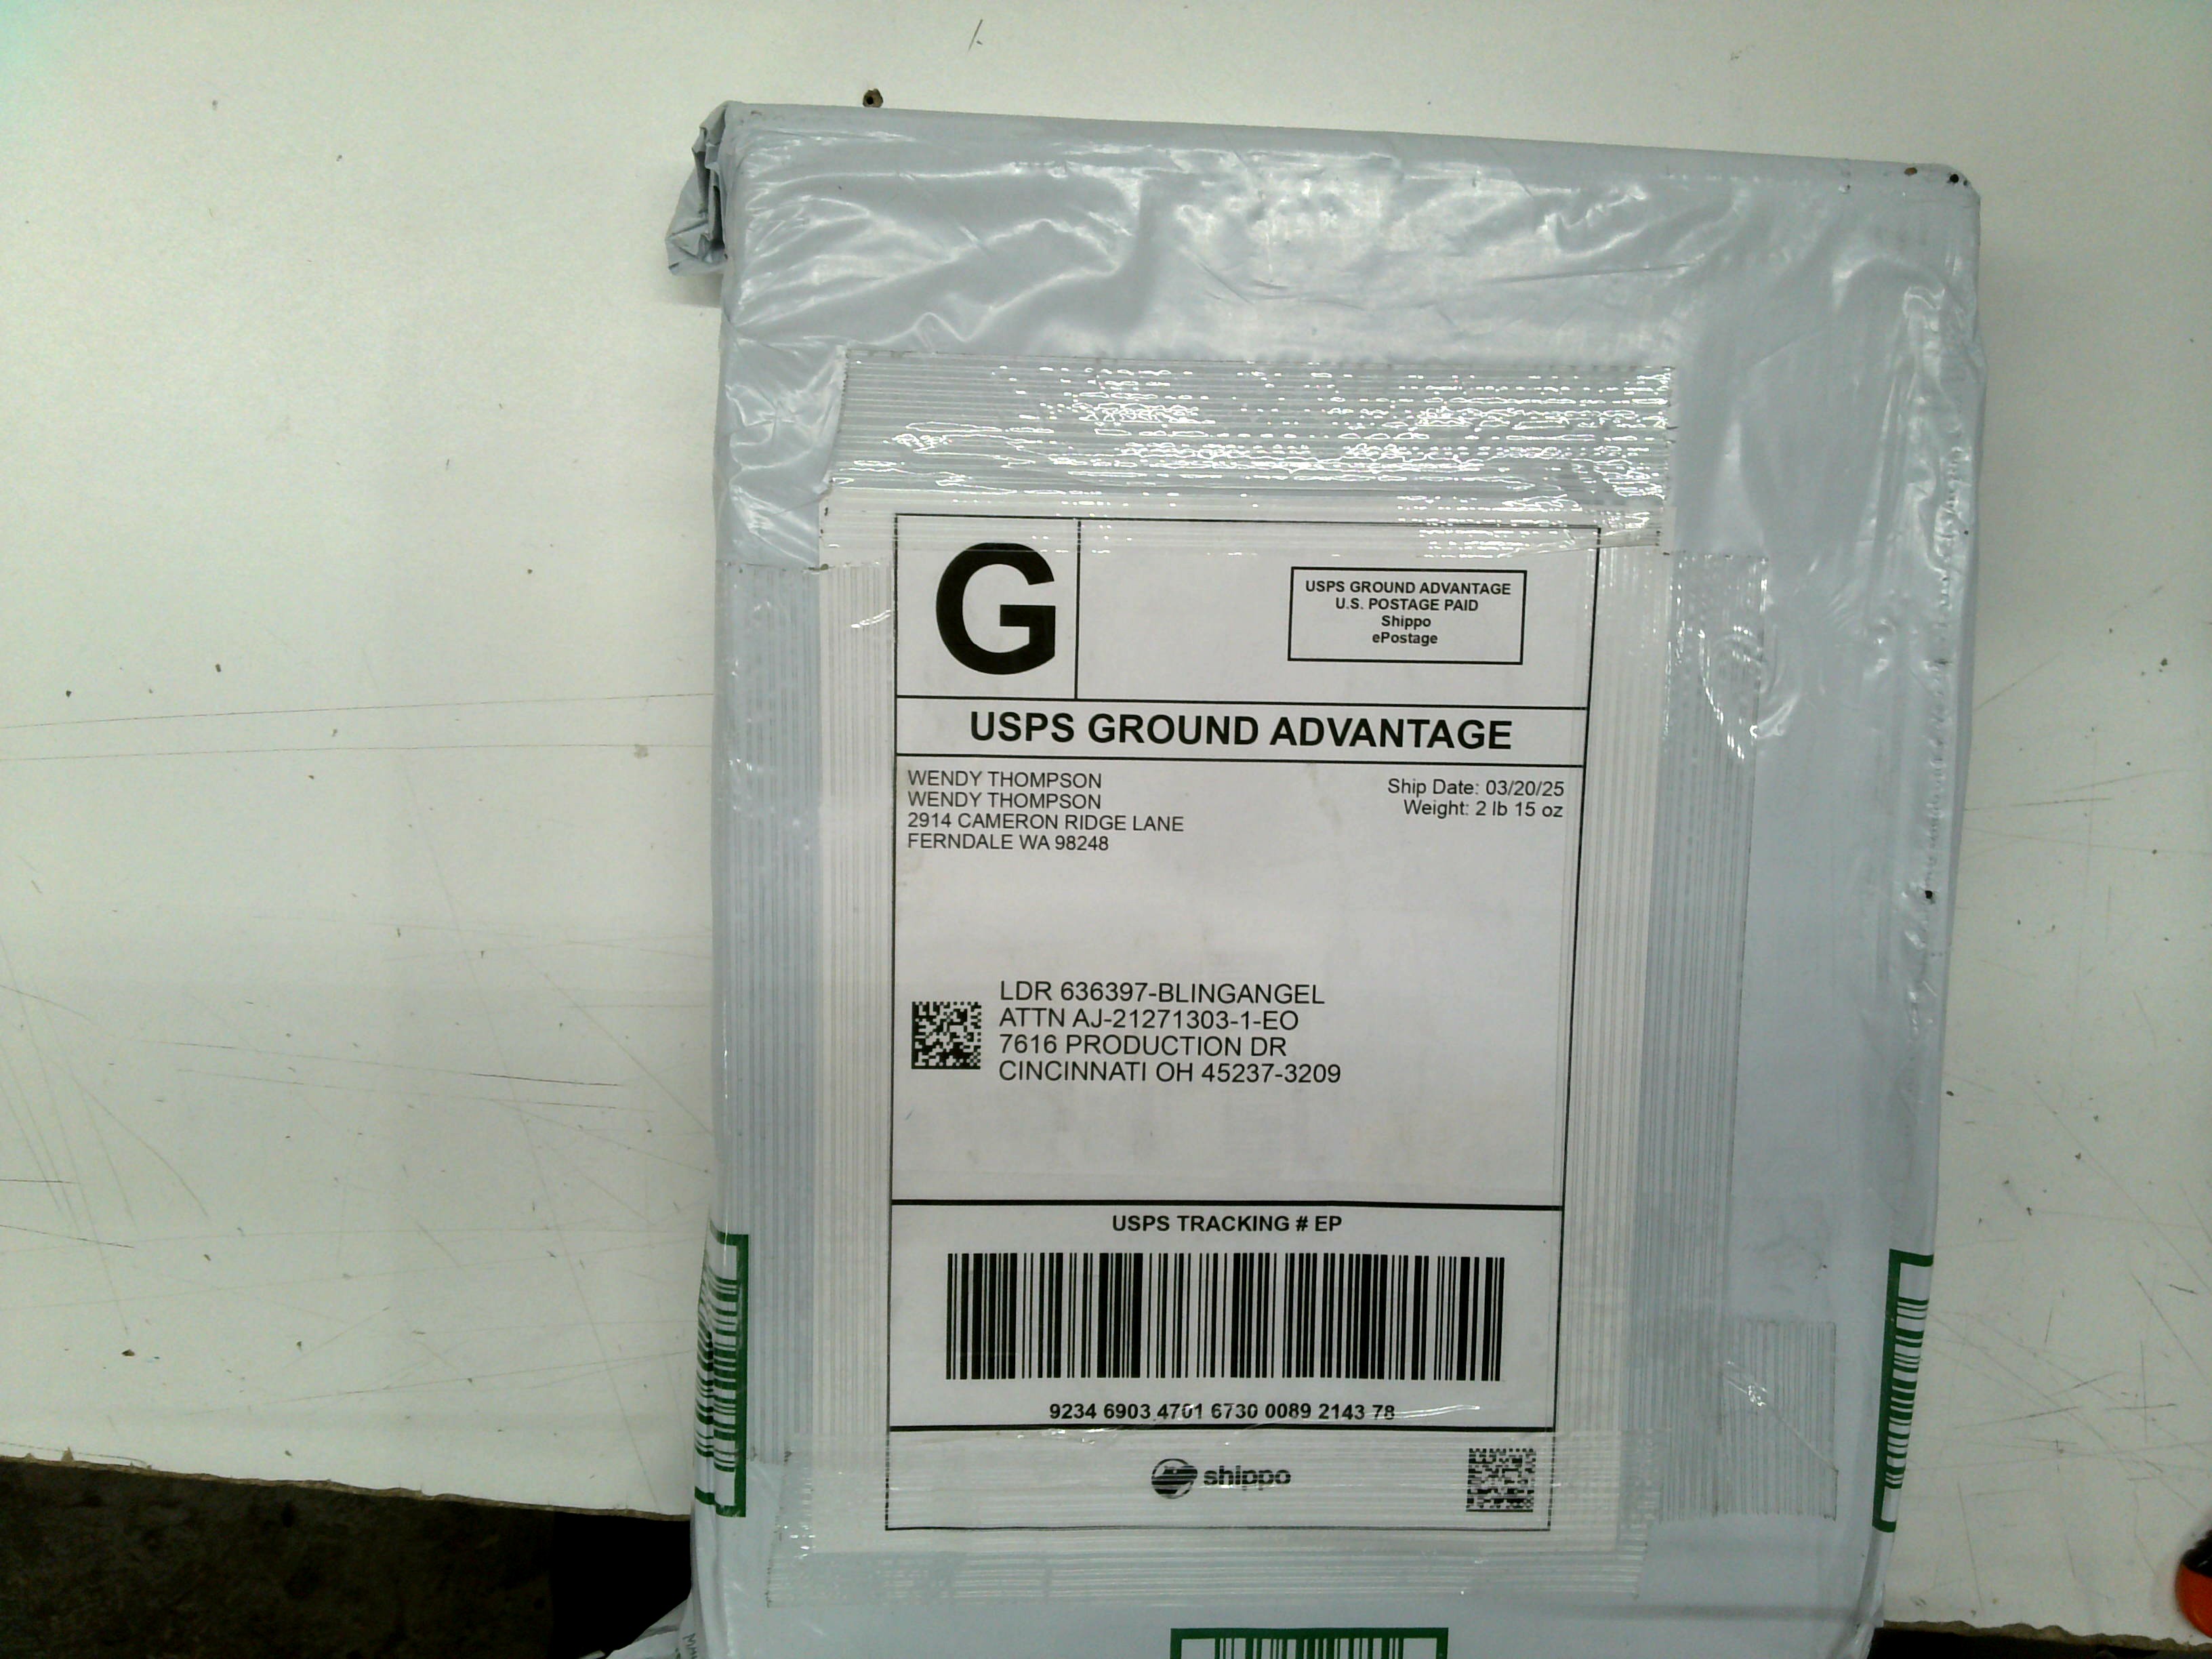 G
USPS GROUND ADVANTAGE
U.S. POSTAGE PAID
Shippo
ePostage
USPS GROUND ADVANTAGE
WENDY THOMPSON
WENDY THOMPSON
2914 CAMERON RIDGE LANE
FERNDALE WA 98248
Ship Date: 03/20/25
Weight: 2 lb 15 oz
LDR 636397-BLINGANGEL
ATTN AJ-21271303-1-EO
7616 PRODUCTION DR
CINCINNATI OH 45237-3209
USPS TRACKING # EP
9234 6903 4701 6730 0089 2143 78
shippo